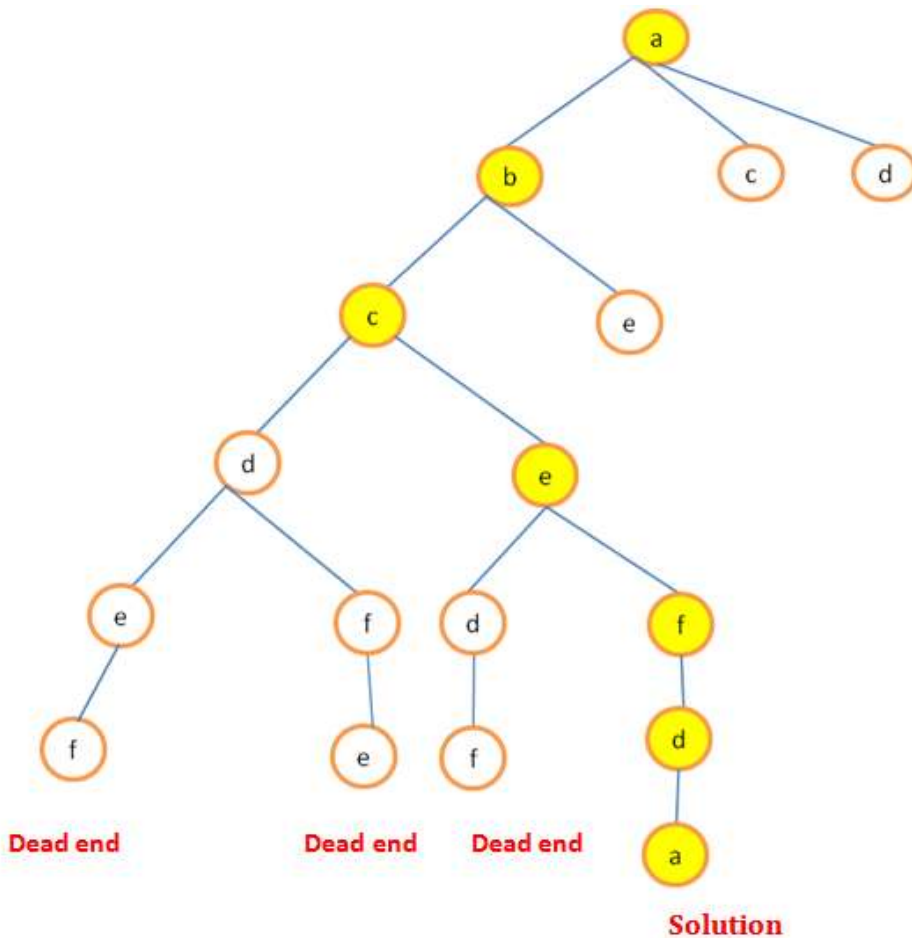 a
b c d
c e
d e
e f d f
f e f d
Dead end Dead end Dead end a
Solution